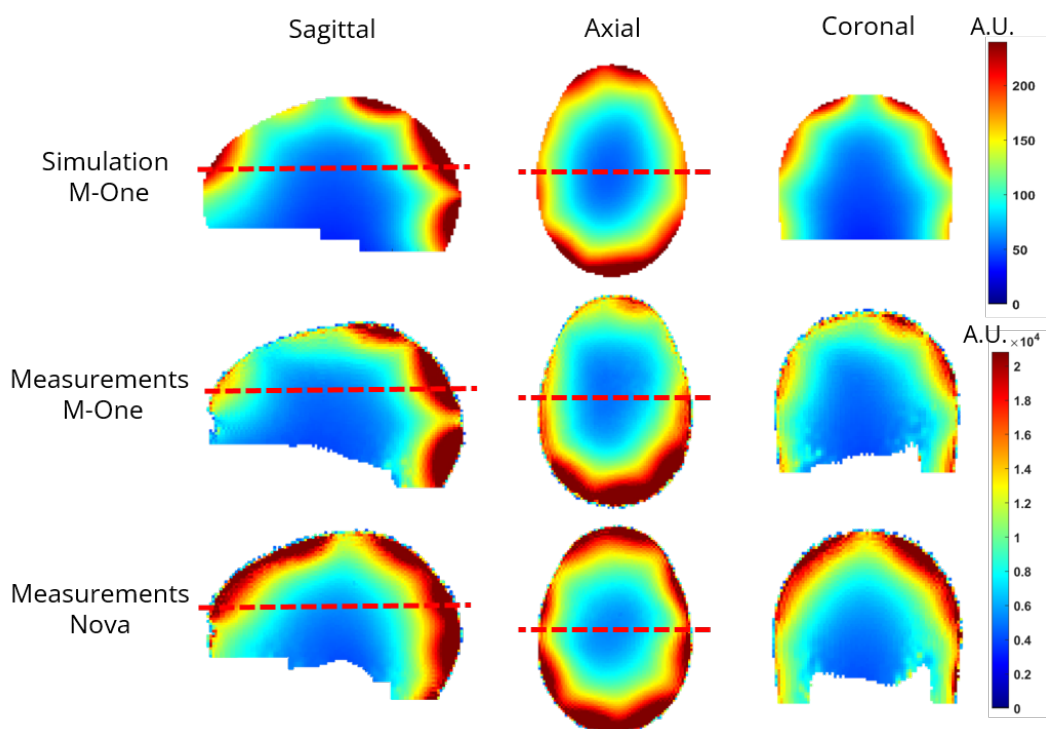 Sagittal
Axial
Coronal
A.U.
Simulation
M-One
200
150
100
50
0
Measurements
M-One
A.U.
×10⁴
2
1.8
1.6
1.4
1.2
1
0.8
0.6
0.4
0.2
0
Measurements
Nova